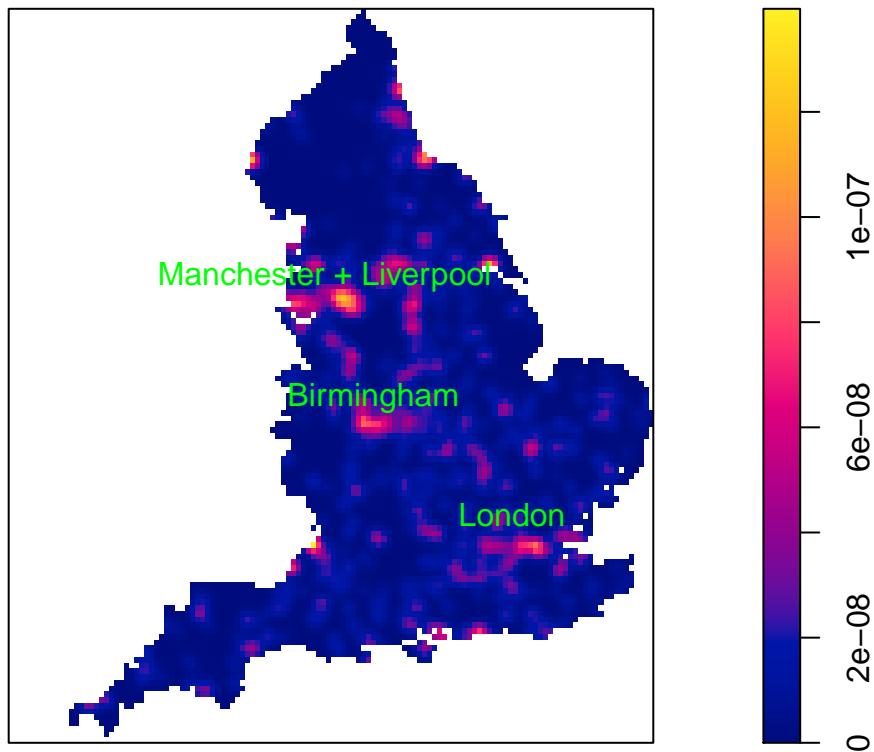 Manchester + Liverpool
Birmingham
London
1e−07
6e−08
2e−08
0